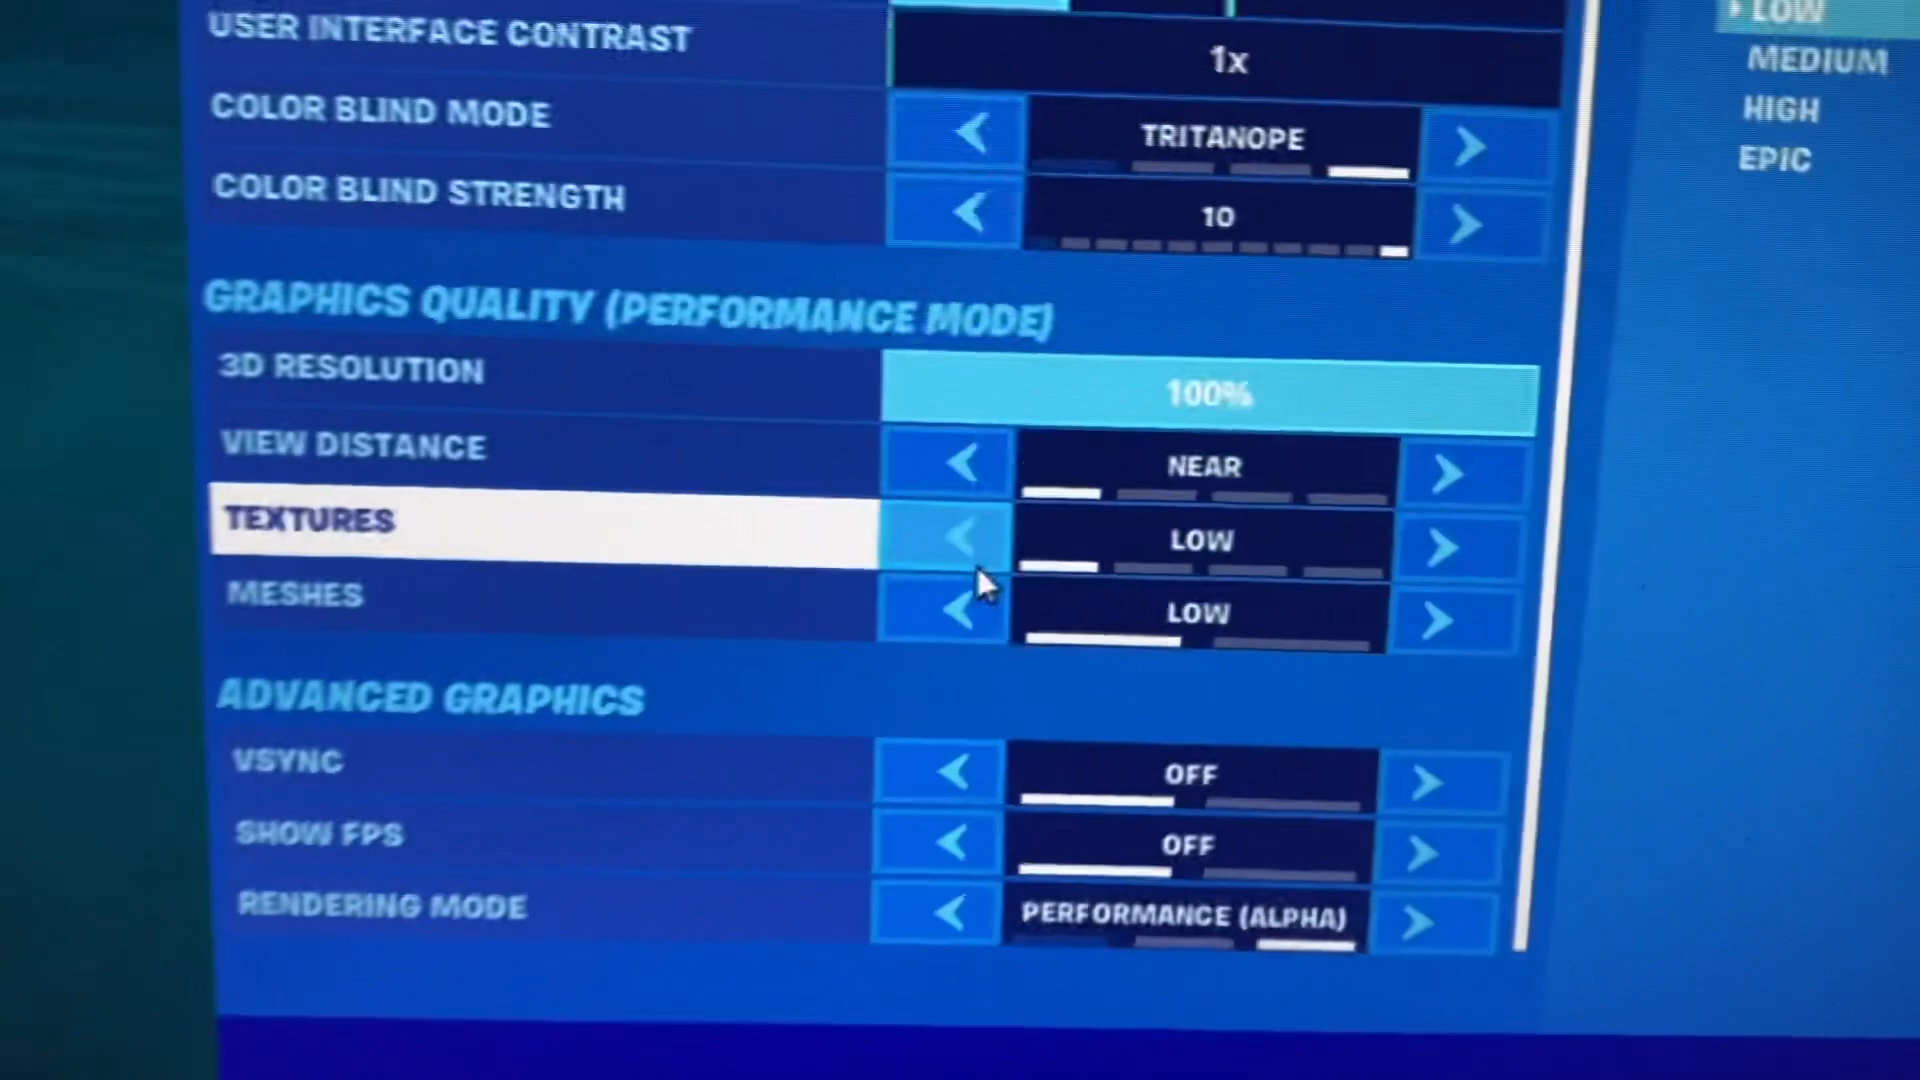 USER INTERFACE CONTRAST 1x
COLOR BLIND MODE TRITANOPE
COLOR BLIND STRENGTH 10
GRAPHICS QUALITY (PERFORMANCE MODE)
3D RESOLUTION 100%
VIEW DISTANCE NEAR
TEXTURES LOW
MESHES LOW
ADVANCED GRAPHICS
VSYNC OFF
SHOW FPS OFF
RENDERING MODE PERFORMANCE (ALPHA)
LOW
MEDIUM
HIGH
EPIC